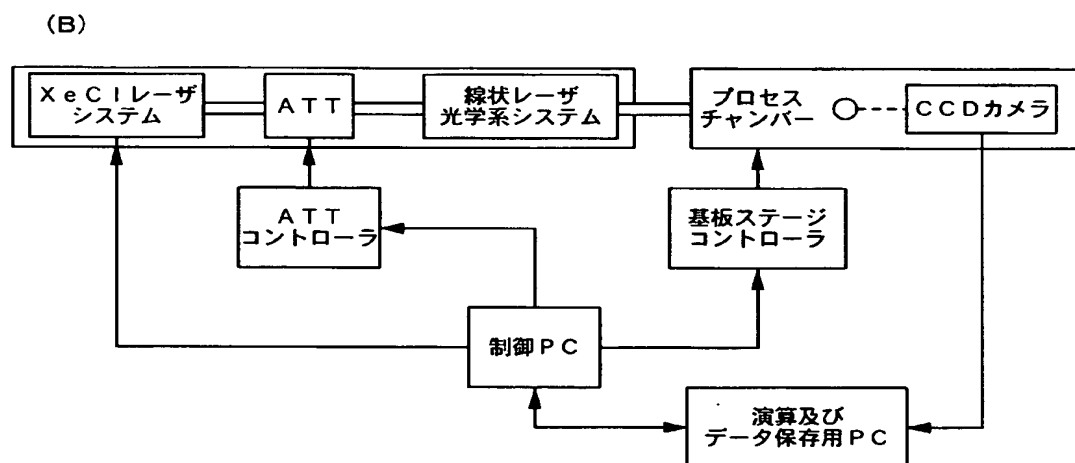 (B)
XeClレーザ
システム
ATT
線状レーザ
光学系システム
プロセス
チャンバー
CCDカメラ
ATT
コントローラ
基板ステージ
コントローラ
制御PC
演算及び
データ保存用PC